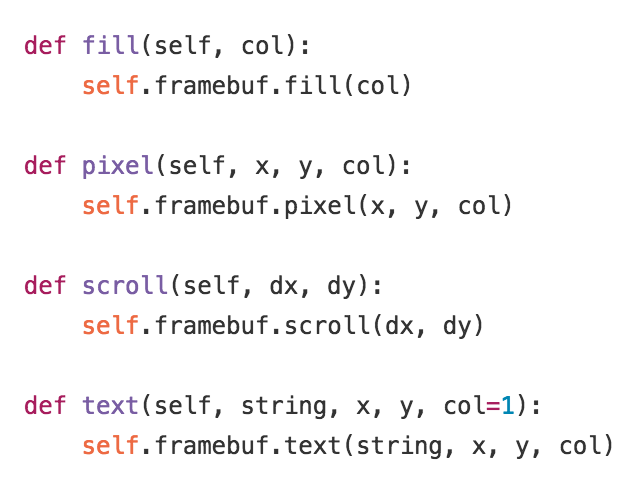 def fill(self, col):
    self.framebuf.fill(col)

def pixel(self, x, y, col):
    self.framebuf.pixel(x, y, col)

def scroll(self, dx, dy):
    self.framebuf.scroll(dx, dy)

def text(self, string, x, y, col=1):
    self.framebuf.text(string, x, y, col)